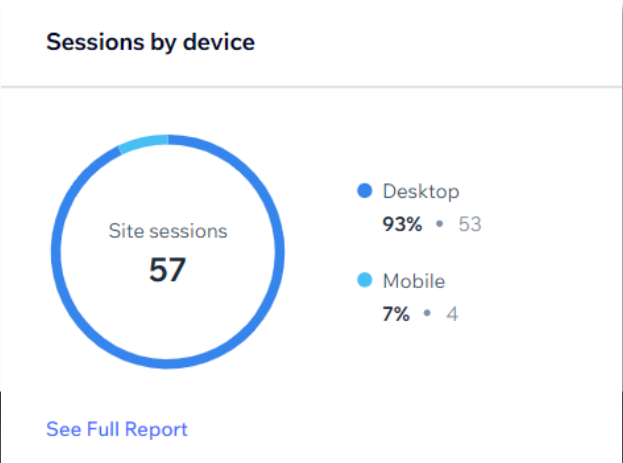 Sessions by device
Site sessions
57
Desktop
93% • 53
Mobile
7% • 4
See Full Report